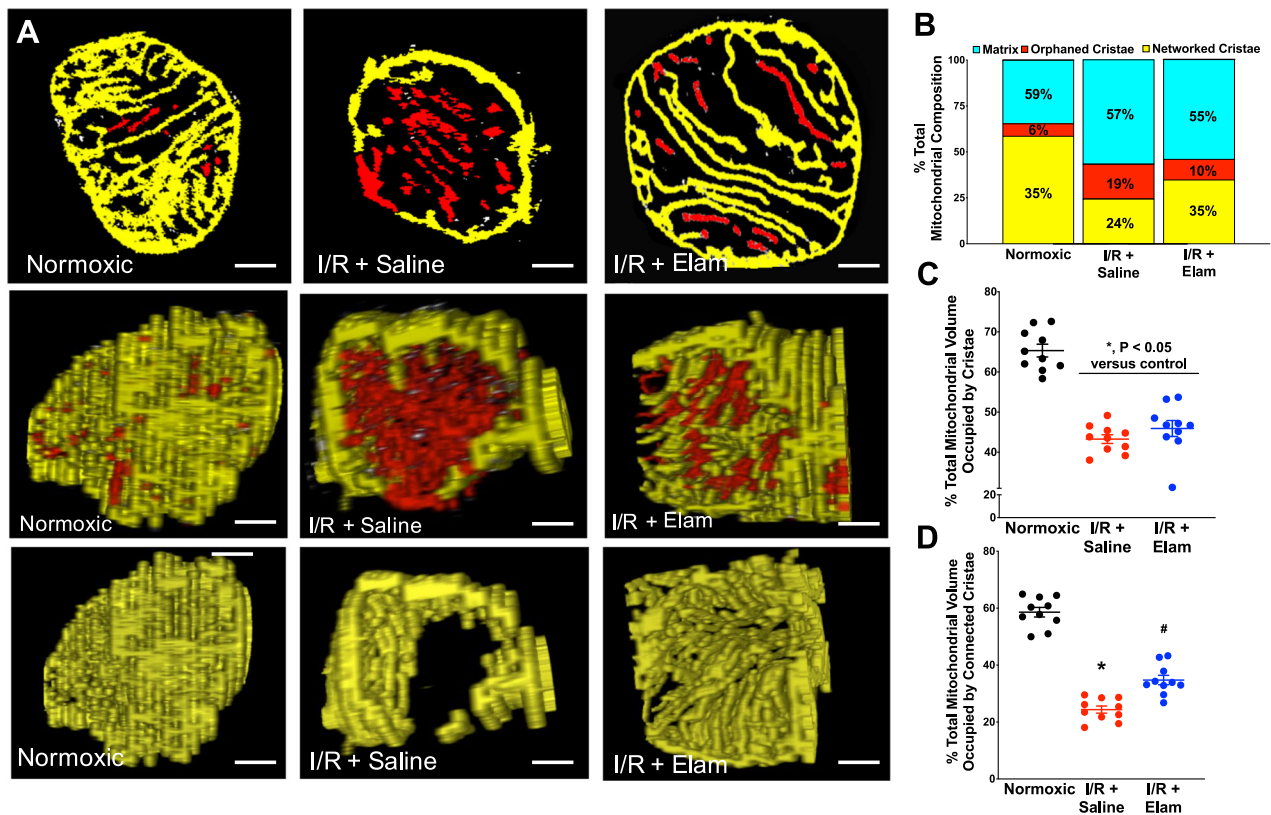 A
Normoxic
I/R + Saline
I/R + Elam
Normoxic
I/R + Saline
I/R + Elam
Normoxic
I/R + Saline
I/R + Elam
B
Matrix Orphaned Cristae Networked Cristae
% Total
Mitochondrial Composition
100
75
50
25
0
59%
6%
35%
57%
19%
24%
55%
10%
35%
Normoxic
I/R +
Saline
I/R +
Elam
C
% Total Mitochondrial Volume
Occupied by Cristae
80
70
60
50
40
20
0
*, P < 0.05
versus control
Normoxic
I/R +
Saline
I/R +
Elam
D
% Total Mitochondrial Volume
Occupied by Connected Cristae
80
60
40
20
0
*
#
Normoxic
I/R +
Saline
I/R +
Elam